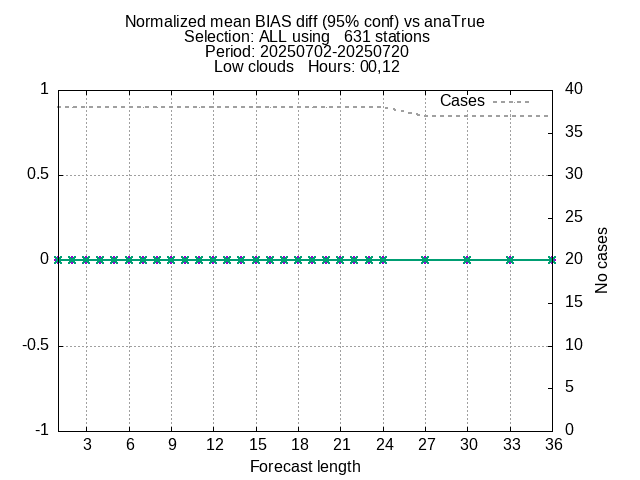 Normalized mean BIAS diff (95% conf) vs anaTrue
Selection: ALL using   631 stations
Period: 20250702-20250720
Low clouds   Hours: 00,12
Cases
1
0.5
0
-0.5
-1
40
35
30
25
20
15
10
5
0
No cases
3 6 9 12 15 18 21 24 27 30 33 36
Forecast length